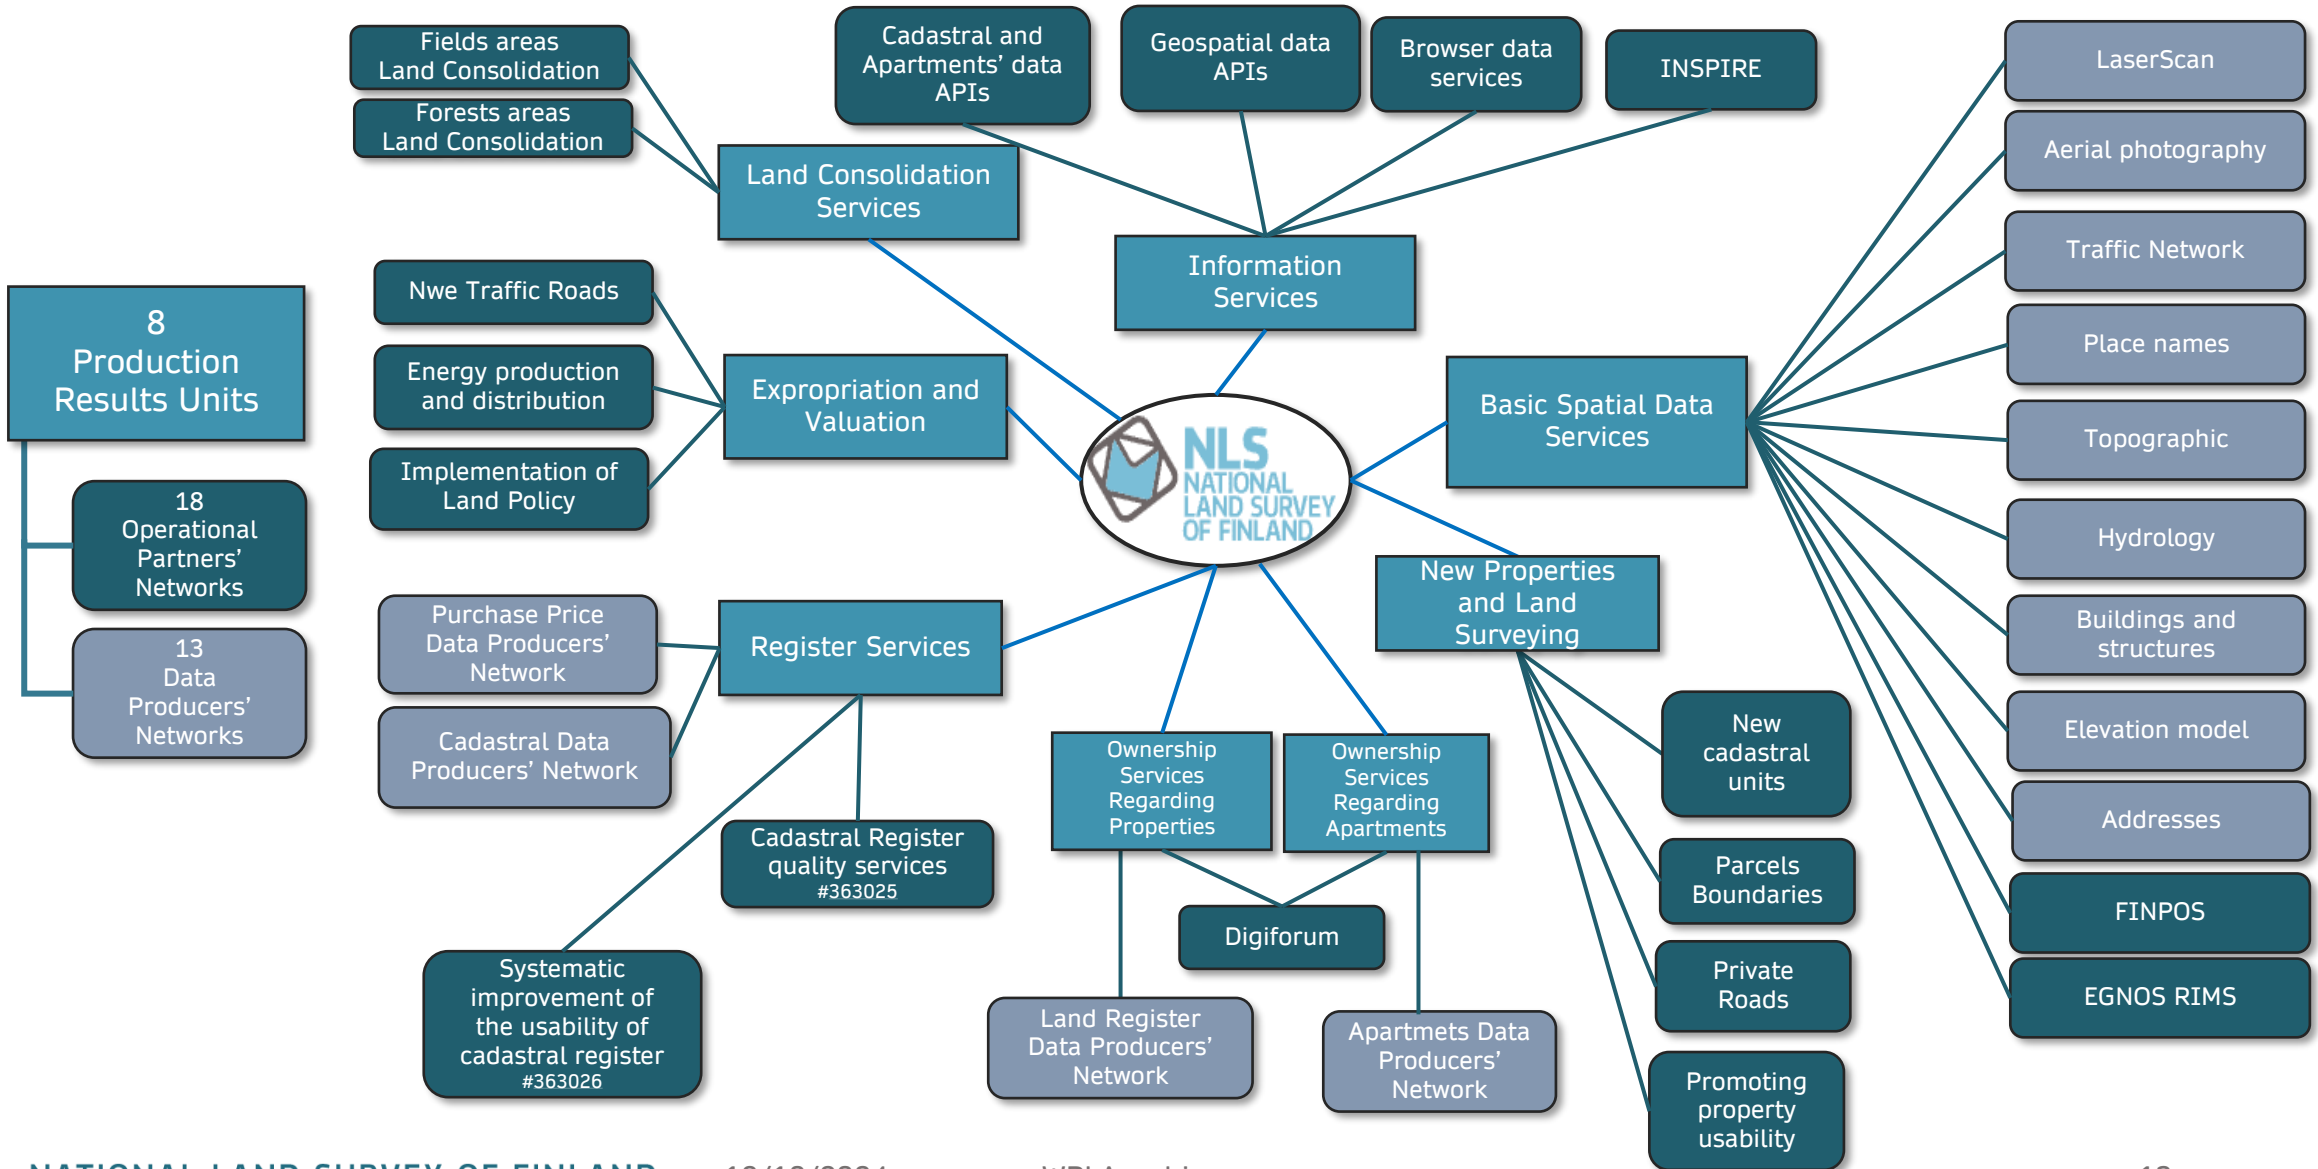 Fields areas
Land Consolidation
Forests areas
Land Consolidation
Cadastral and
Apartments' data
APIs
Geospatial data
APIs
Browser data
services
INSPIRE
LaserScan
Aerial photography
Traffic Network
Place names
Topographic
Hydrology
Buildings and
structures
Elevation model
Addresses
FINPOS
EGNOS RIMS
Land Consolidation
Services
Information
Services
Nwe Traffic Roads
Energy production
and distribution
Implementation of
Land Policy
Expropriation and
Valuation
Basic Spatial Data
Services
8
Production
Results Units
18
Operational
Partners'
Networks
13
Data
Producers'
Networks
NLS
NATIONAL
LAND SURVEY
OF FINLAND
New Properties
and Land
Surveying
Purchase Price
Data Producers'
Network
Cadastral Data
Producers' Network
Register Services
Ownership
Services
Regarding
Properties
Ownership
Services
Regarding
Apartments
New
cadastral
units
Parcels
Boundaries
Private
Roads
Promoting
property
usability
Cadastral Register
quality services
#363025
Digiforum
Systematic
improvement of
the usability of
cadastral register
#363026
Land Register
Data Producers'
Network
Apartmets Data
Producers'
Network
NATIONAL LAND SURVEY OF FINLAND